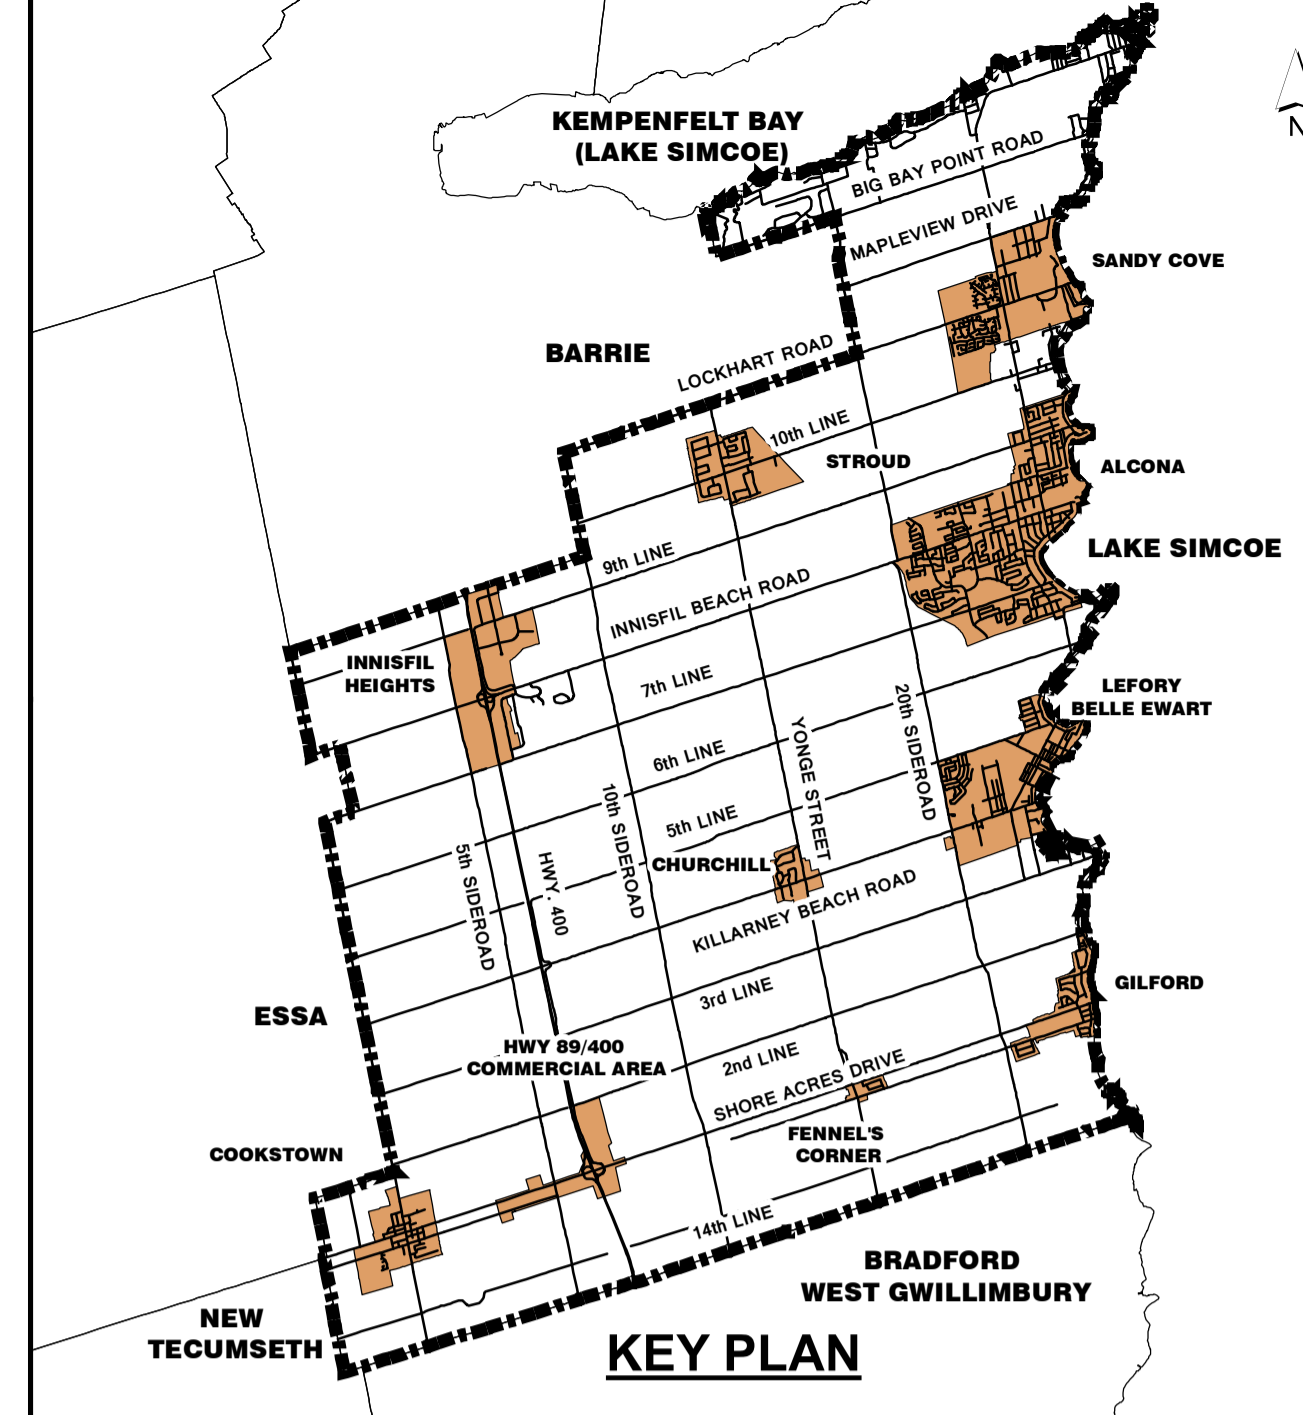 KEMPENFELT BAY
(LAKE SIMCOE)
N
BIG BAY POINT ROAD
MAPLEVIEW DRIVE
SANDY COVE
BARRIE
LOCKHART ROAD
10th LINE
STROUD
ALCONA
LAKE SIMCOE
9th LINE
INNISFIL BEACH ROAD
INNISFIL
HEIGHTS
7th LINE
LEFORY
BELLE EWART
20th SIDEROAD
YONGE STREET
6th LINE
10th SIDEROAD
5th LINE
CHURCHILL
5th SIDEROAD
HWY. 400
KILLARNEY BEACH ROAD
3rd LINE
GILFORD
ESSA
HWY 89/400
COMMERCIAL AREA
2nd LINE
SHORE ACRES DRIVE
FENNEL'S
CORNER
COOKSTOWN
14th LINE
BRADFORD
WEST GWILLIMBURY
NEW
TECUMSETH
KEY PLAN